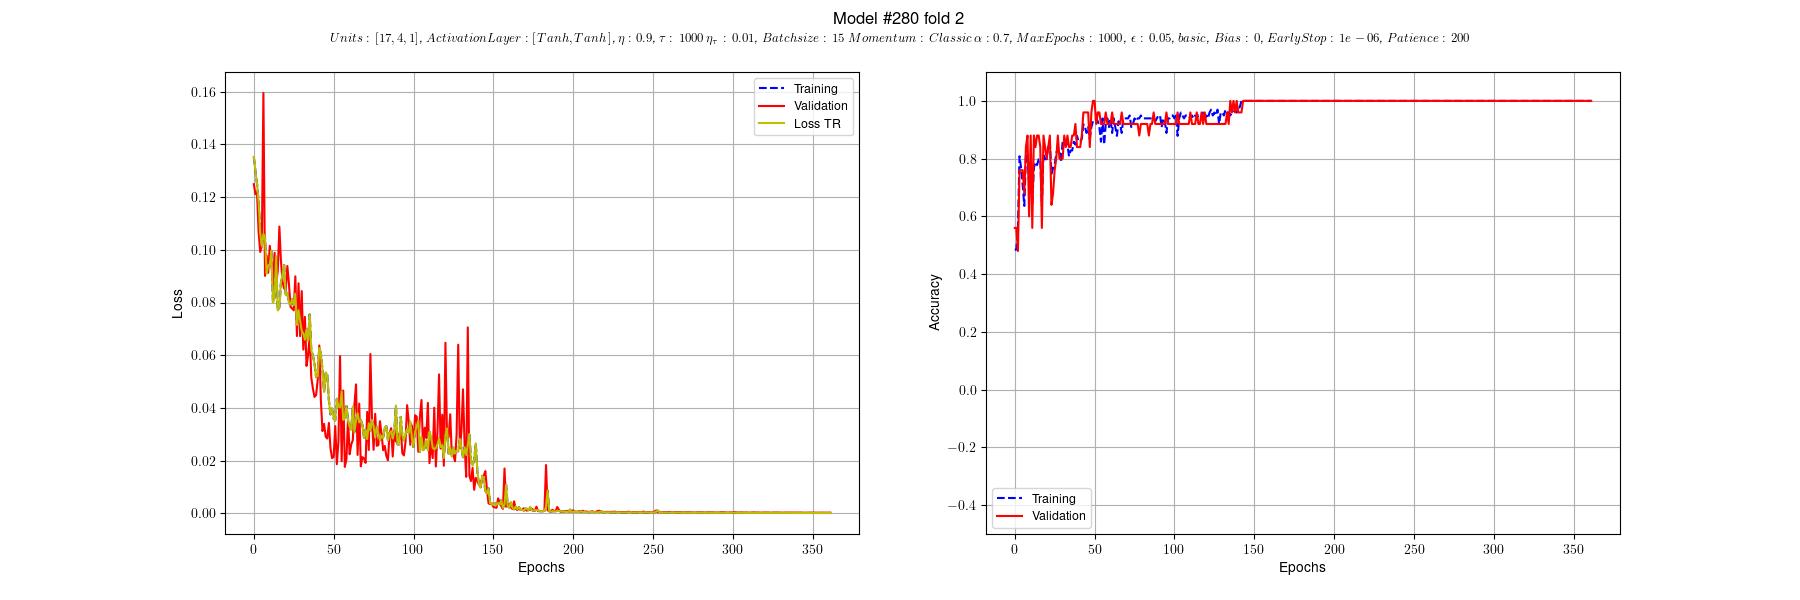 Model #280 fold 2
Units : [17, 4, 1], ActivationLayer : [Tanh, Tanh], η : 0.9, τ : 1000 η_τ : 0.01, Batchsize : 15 Momentum : Classic α : 0.7, MaxEpochs : 1000, ϵ : 0.05, basic, Bias : 0, EarlyStop : 1e − 06, Patience : 200
Training
Validation
Loss TR
0.16
0.14
0.12
0.10
0.08
0.06
0.04
0.02
0.00
Loss
0 50 100 150 200 250 300 350
Epochs
1.0
0.8
0.6
0.4
0.2
0.0
−0.2
−0.4
Accuracy
Training
Validation
0 50 100 150 200 250 300 350
Epochs